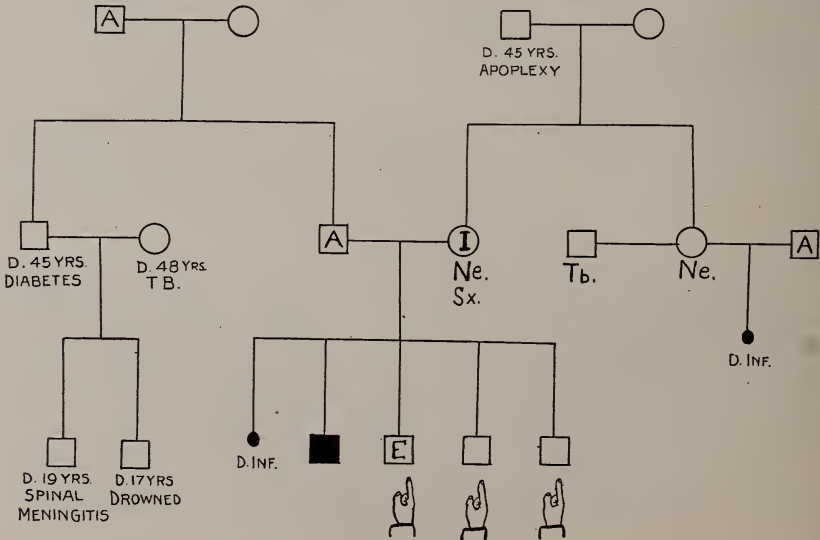 A
D. 45 YRS.
APOPLEXY
D. 45 YRS.
DIABETES
D. 48 YRS.
TB.
A
I
Ne.
Sx.
Tb.
Ne.
A
D. INF.
D. INF.
E
D. 19 YRS.
SPINAL
MENINGITIS
D. 17 YRS
DROWNED